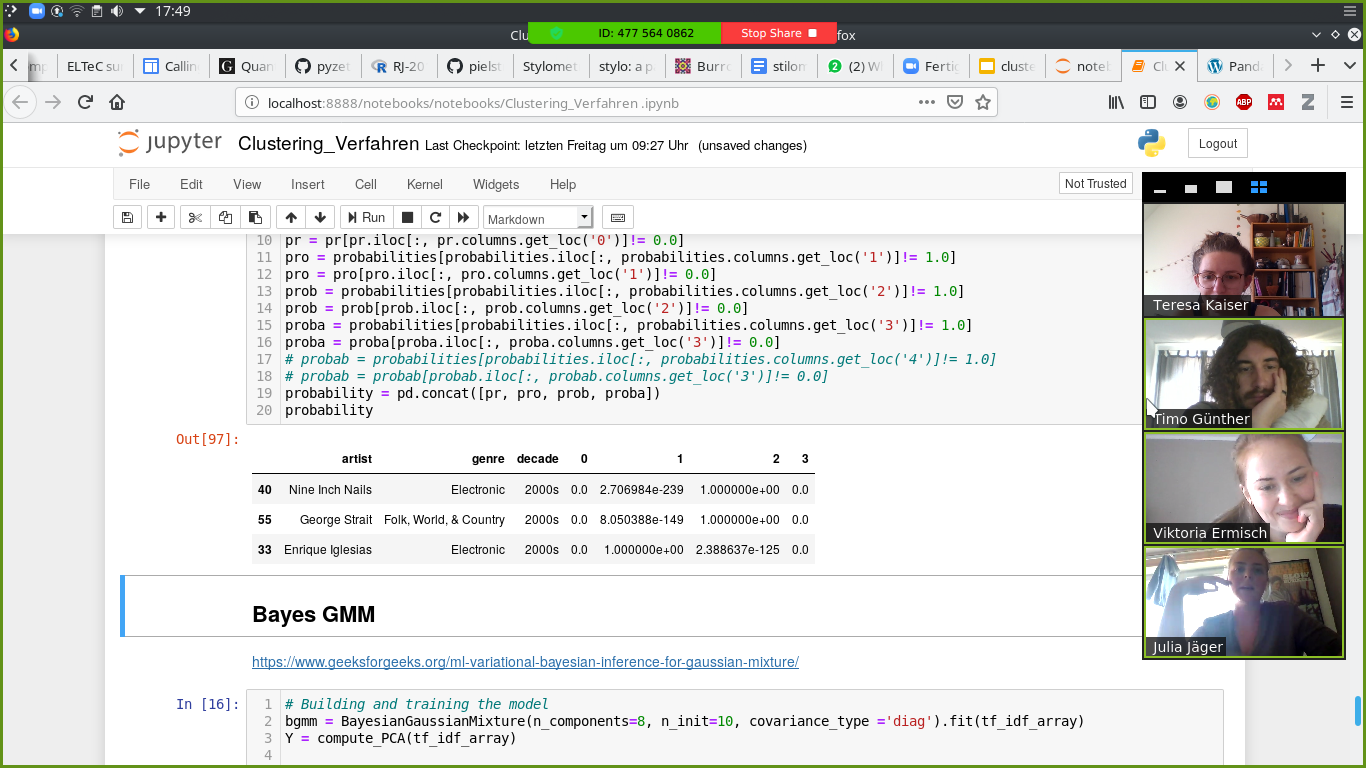 17:49
Clu
ID: 477 564 0862
Stop Share
fox
mp
ELTeC su
Callin
Quan
pyzet
RJ-20
pielst
Stylomet
stylo: a pa
Burro
stilom
(2) W
Fertig
cluste
noteb
Clu
Panda
localhost:8888/notebooks/notebooks/Clustering_Verfahren .ipynb
jupyter
Clustering_Verfahren Last Checkpoint: letzten Freitag um 09:27 Uhr (unsaved changes)
Logout
File Edit View Insert Cell Kernel Widgets Help
Not Trusted
Run
Markdown
10 pr = pr[pr.iloc[:, pr.columns.get_loc('0')]!= 0.0]
11 pro = probabilities[probabilities.iloc[:, probabilities.columns.get_loc('1')]!= 1.0]
12 pro = pro[pro.iloc[:, pro.columns.get_loc('1')]!= 0.0]
13 prob = probabilities[probabilities.iloc[:, probabilities.columns.get_loc('2')]!= 1.0]
14 prob = prob[prob.iloc[:, prob.columns.get_loc('2')]!= 0.0]
15 proba = probabilities[probabilities.iloc[:, probabilities.columns.get_loc('3')]!= 1.0]
16 proba = proba[proba.iloc[:, proba.columns.get_loc('3')]!= 0.0]
17 # probab = probabilities[probabilities.iloc[:, probabilities.columns.get_loc('4')]!= 1.0]
18 # probab = probab[probab.iloc[:, probab.columns.get_loc('3')]!= 0.0]
19 probability = pd.concat([pr, pro, prob, proba])
20 probability
Out[97]:
artist genre decade 0 1 2 3
40 Nine Inch Nails Electronic 2000s 0.0 2.706984e-239 1.000000e+00 0.0
55 George Strait Folk, World, & Country 2000s 0.0 8.050388e-149 1.000000e+00 0.0
33 Enrique Iglesias Electronic 2000s 0.0 1.000000e+00 2.388637e-125 0.0
Bayes GMM
https://www.geeksforgeeks.org/ml-variational-bayesian-inference-for-gaussian-mixture/
In [16]:
1 # Building and training the model
2 bgmm = BayesianGaussianMixture(n_components=8, n_init=10, covariance_type ='diag').fit(tf_idf_array)
3 Y = compute_PCA(tf_idf_array)
4
Teresa Kaiser
Timo Günther
Viktoria Ermisch
Julia Jäger